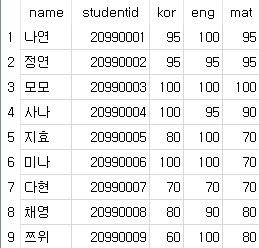 name studentid kor eng mat
1 나연 20990001 95 100 95
2 정연 20990002 95 95 95
3 모모 20990003 100 100 100
4 사나 20990004 100 95 90
5 지효 20990005 80 100 70
6 미나 20990006 100 100 70
7 다현 20990007 70 70 70
8 채영 20990008 80 90 80
9 쯔위 20990009 60 100 80